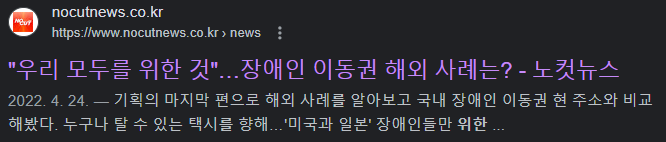 NO CUT
nocutnews.co.kr
https://www.nocutnews.co.kr › news
"우리 모두를 위한 것"…장애인 이동권 해외 사례는? - 노컷뉴스
2022. 4. 24. — 기획의 마지막 편으로 해외 사례를 알아보고 국내 장애인 이동권 현 주소와 비교
해봤다. 누구나 탈 수 있는 택시를 향해…'미국과 일본' 장애인들만 위한 ...